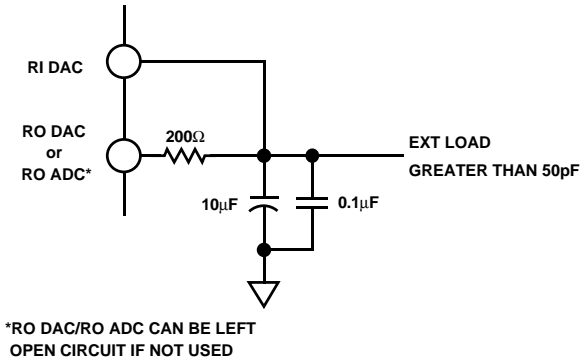 RI DAC
RO DAC
or
RO ADC*
200Ω
EXT LOAD
GREATER THAN 50pF
10μF
0.1μF
*RO DAC/RO ADC CAN BE LEFT
OPEN CIRCUIT IF NOT USED